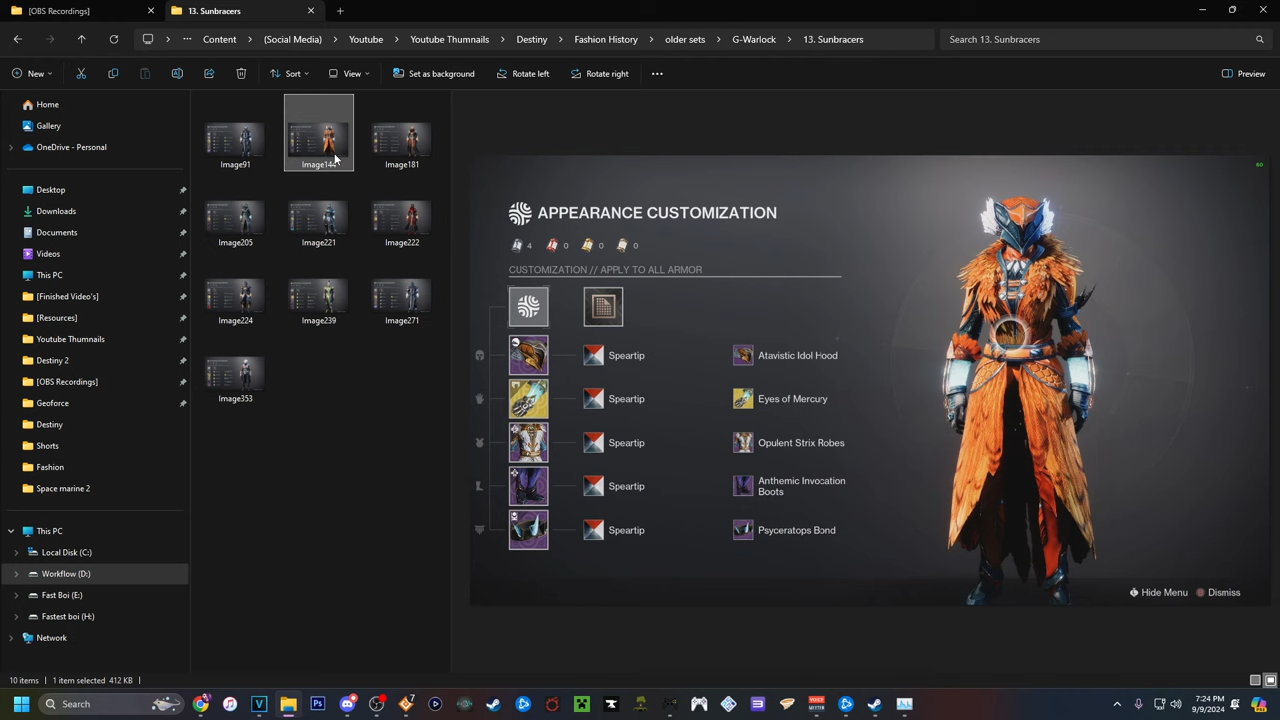 [OBS Recordings]
13. Sunbracers
Content
(Social Media)
Youtube
Youtube Thumnails
Destiny
Fashion History
older sets
G-Warlock
13. Sunbracers
Search 13. Sunbracers
New
Sort
View
Set as background
Rotate left
Rotate right
Preview
Home
Gallery
OneDrive - Personal
Desktop
Downloads
Documents
Videos
This PC
[Finished Video's]
[Resources]
Youtube Thumnails
Destiny 2
[OBS Recordings]
Geoforce
Destiny
Shorts
Fashion
Space marine 2
This PC
Local Disk (C:)
Workflow (D:)
Fast Boi (E:)
Fastest boi (H:)
Network
Image91
Image144
Image181
Image205
Image221
Image222
Image224
Image239
Image271
Image353
60
APPEARANCE CUSTOMIZATION
4 0 0 0
CUSTOMIZATION // APPLY TO ALL ARMOR
Speartip
Atavistic Idol Hood
Speartip
Eyes of Mercury
Speartip
Opulent Strix Robes
Speartip
Anthemic Invocation
Boots
Speartip
Psyceratops Bond
Hide Menu
Dismiss
10 items
1 item selected 412 KB
Search
7
7:24 PM
9/9/2024